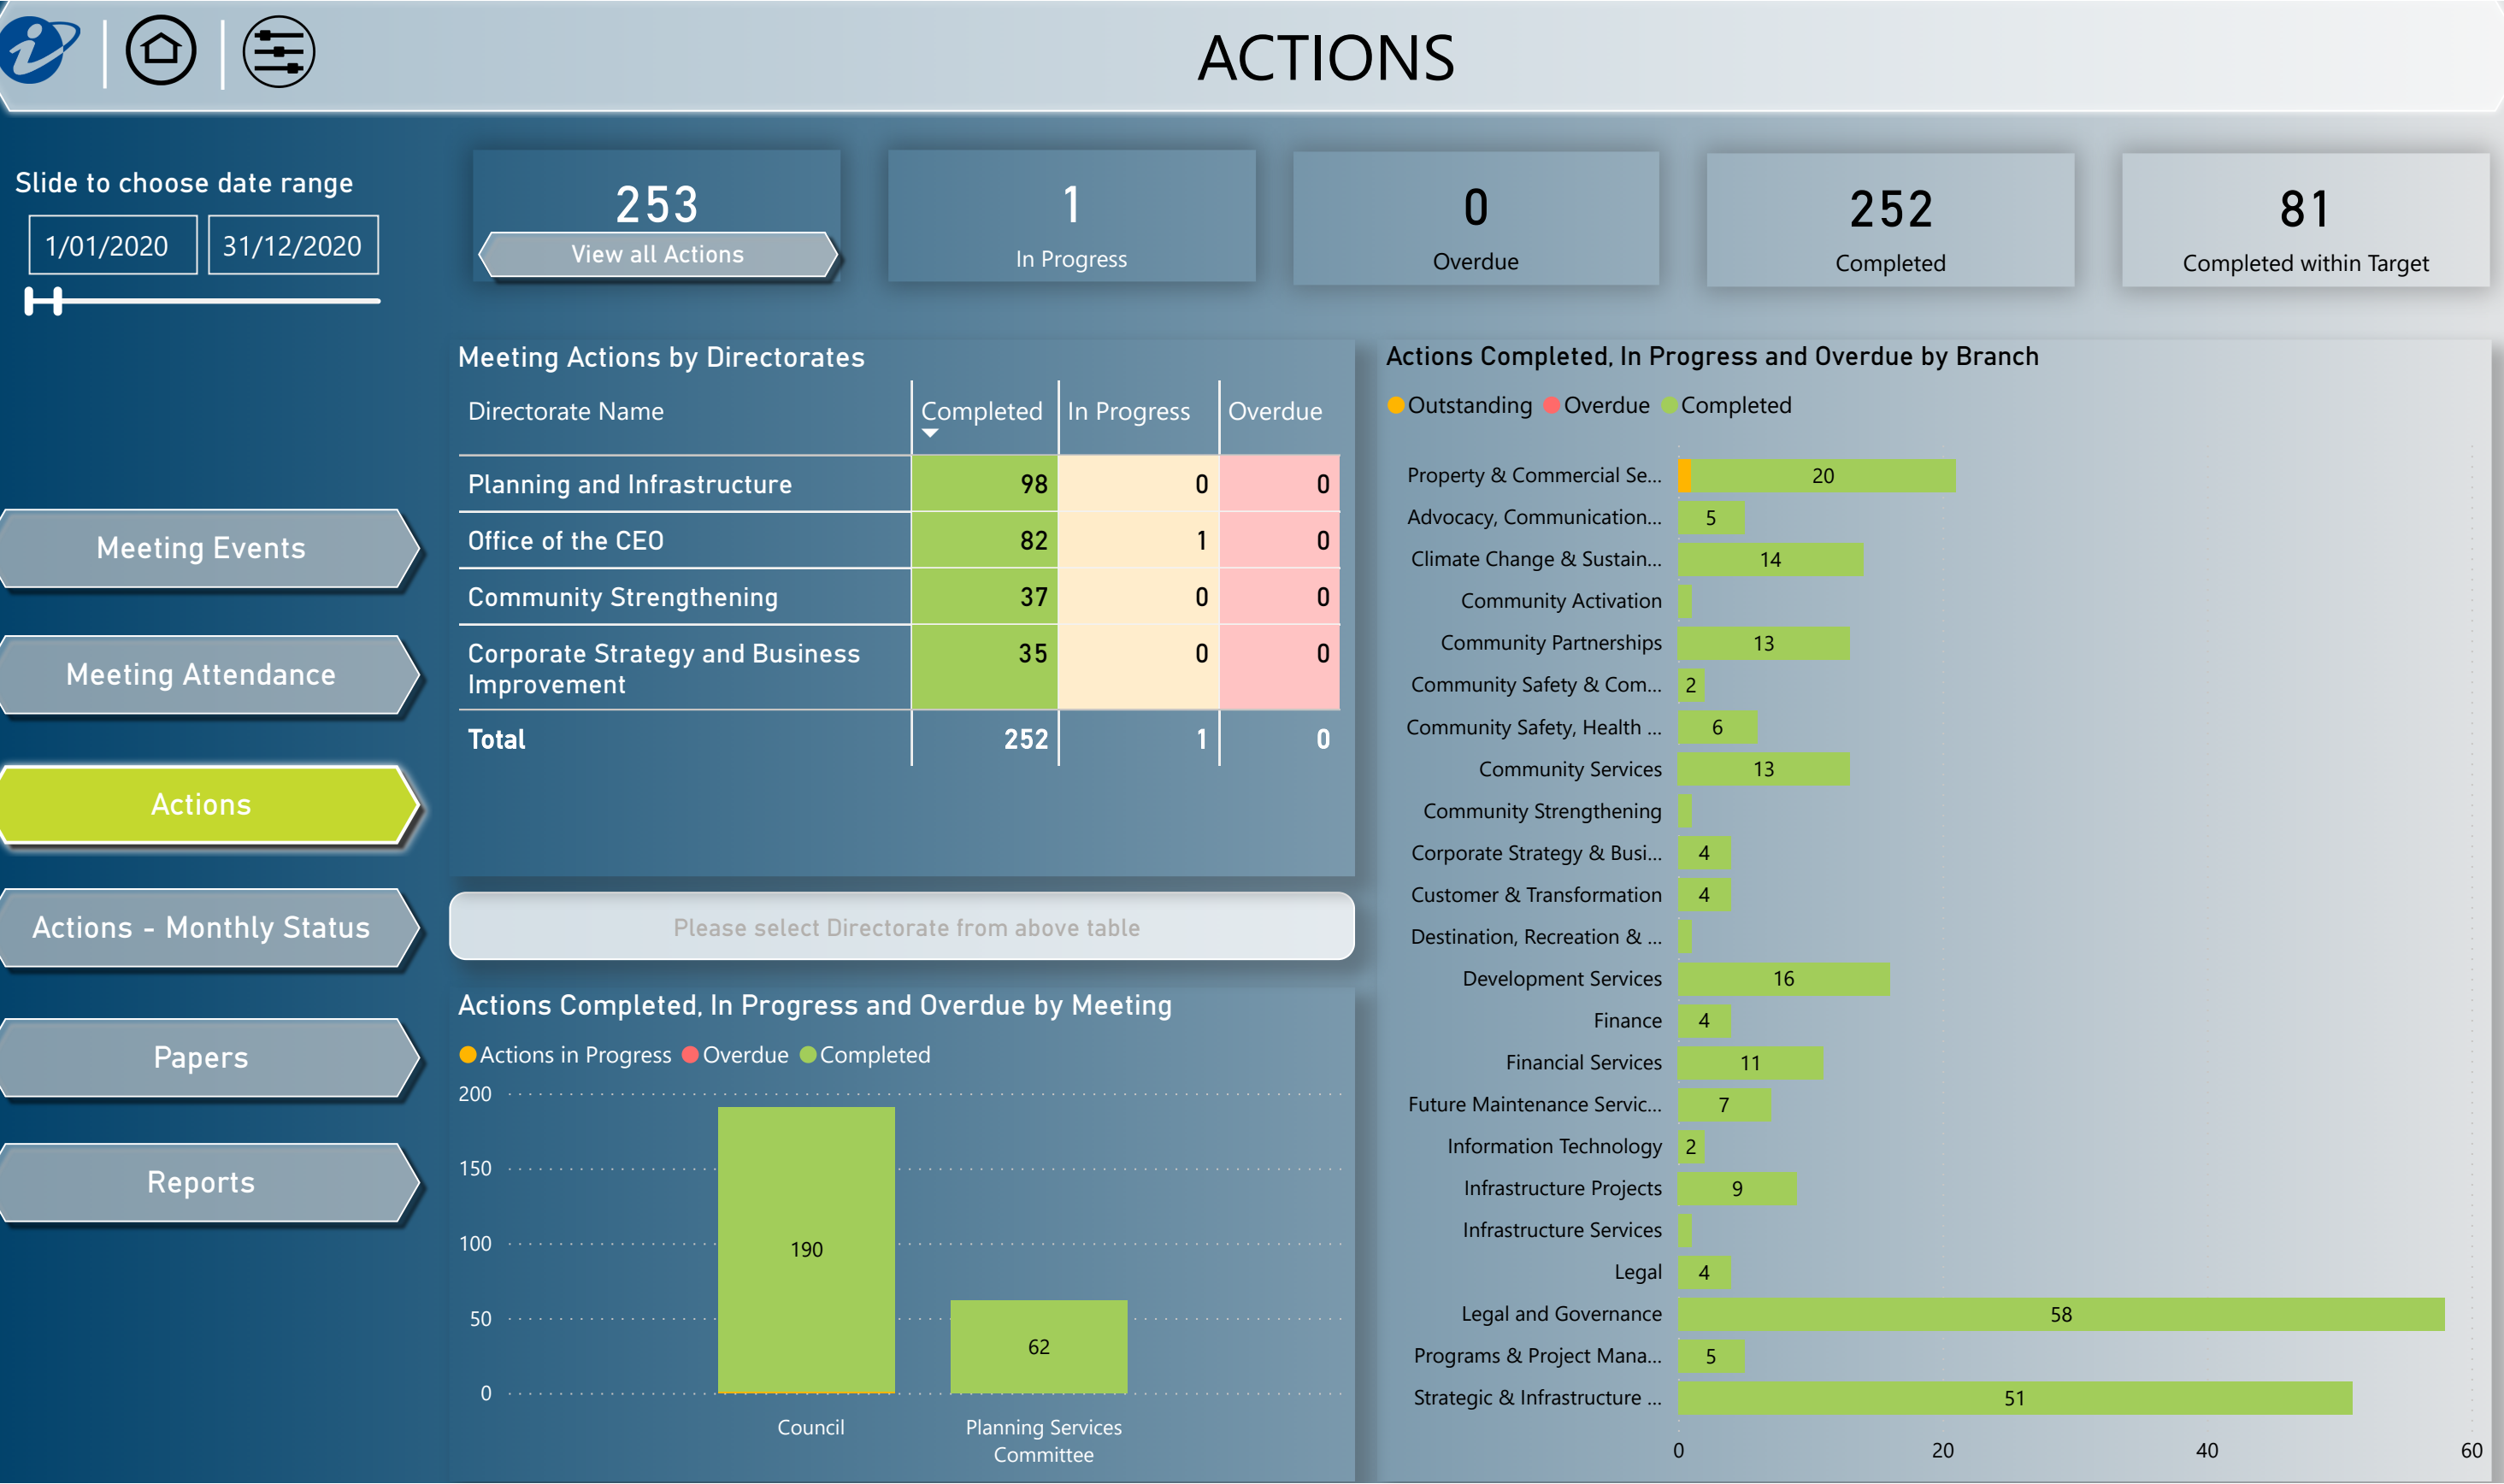 ACTIONS
Slide to choose date range
1/01/2020
31/12/2020
253
View all Actions
1
In Progress
0
Overdue
252
Completed
81
Completed within Target
Meeting Events
Meeting Attendance
Actions
Actions - Monthly Status
Papers
Reports
Meeting Actions by Directorates
Directorate Name Completed In Progress Overdue
Planning and Infrastructure 98 0 0
Office of the CEO 82 1 0
Community Strengthening 37 0 0
Corporate Strategy and Business 35 0 0
Improvement
Total 252 1 0
Please select Directorate from above table
Actions Completed, In Progress and Overdue by Meeting
Actions in Progress Overdue Completed
200
150
100
50
0
190
62
Council
Planning Services
Committee
Actions Completed, In Progress and Overdue by Branch
Outstanding Overdue Completed
Property & Commercial Se... 20
Advocacy, Communication... 5
Climate Change & Sustain... 14
Community Activation
Community Partnerships 13
Community Safety & Com... 2
Community Safety, Health ... 6
Community Services 13
Community Strengthening
Corporate Strategy & Busi... 4
Customer & Transformation 4
Destination, Recreation & ...
Development Services 16
Finance 4
Financial Services 11
Future Maintenance Servic... 7
Information Technology 2
Infrastructure Projects 9
Infrastructure Services
Legal 4
Legal and Governance 58
Programs & Project Mana... 5
Strategic & Infrastructure ... 51
0 20 40 60